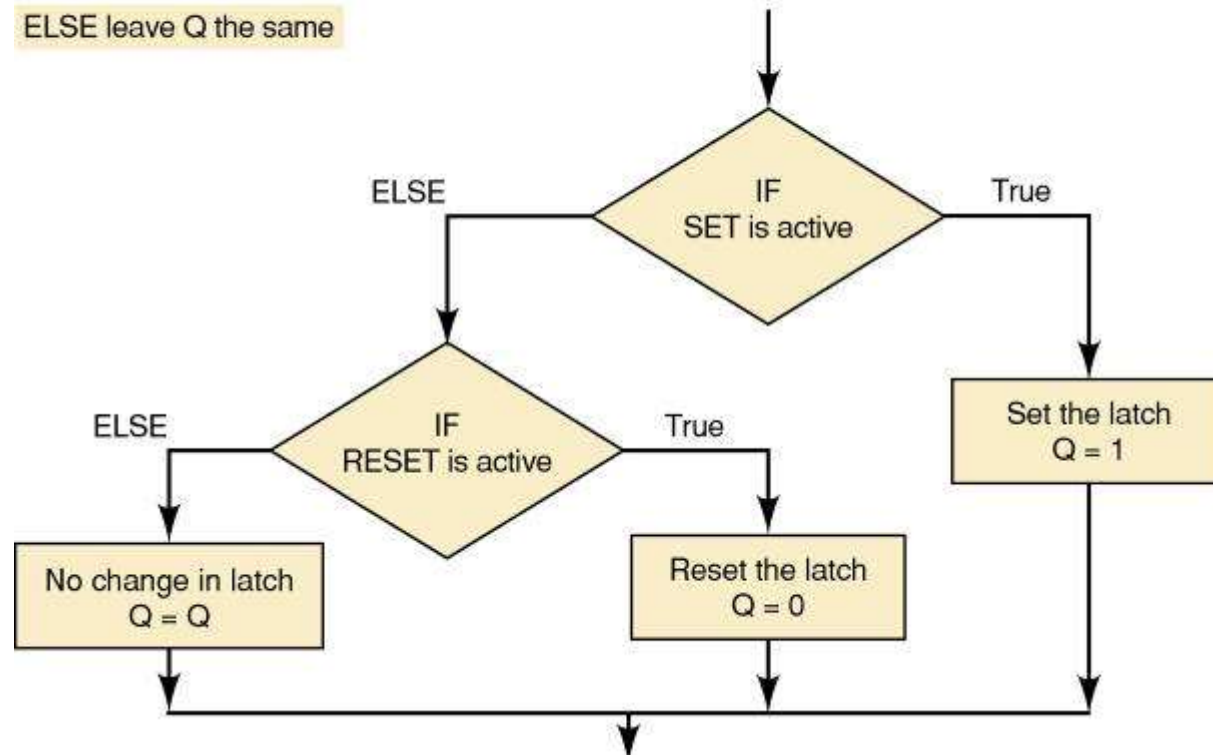 ELSE leave Q the same
IF
SET is active
ELSE
True
IF
RESET is active
ELSE
True
Set the latch
Q = 1
No change in latch
Q = Q
Reset the latch
Q = 0